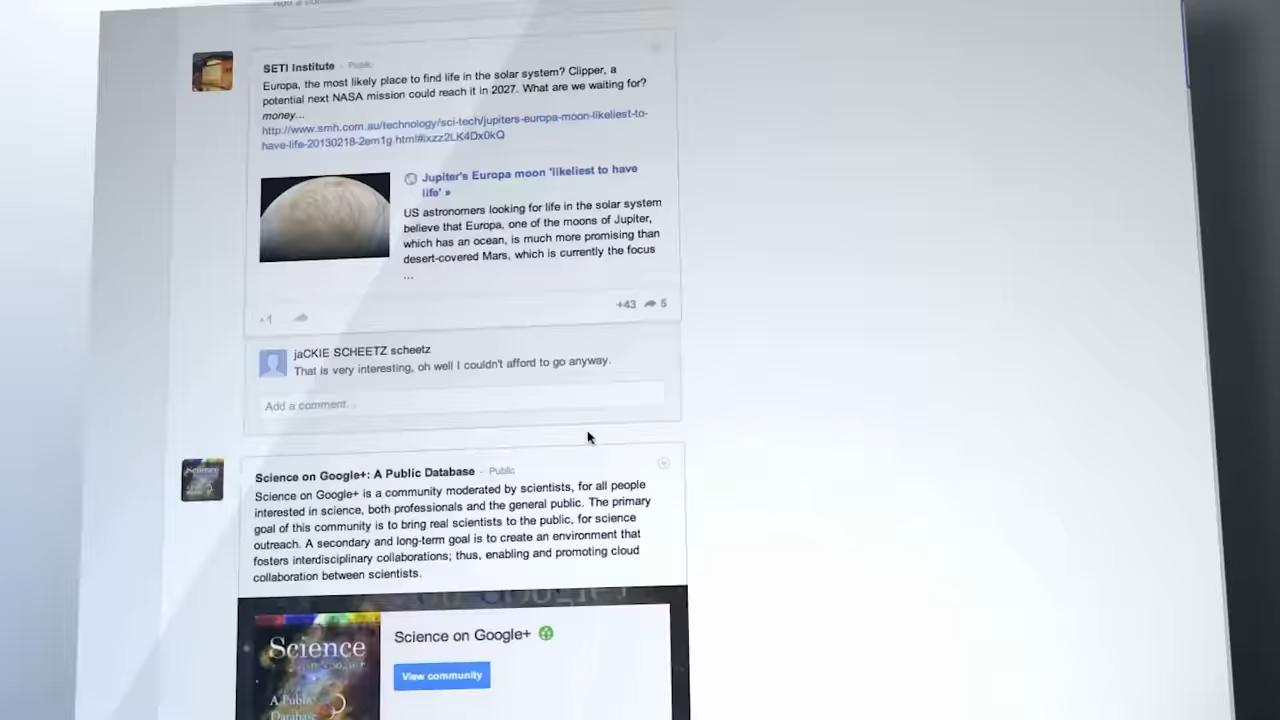 Add a comment...
SETI Institute - Public
Europa, the most likely place to find life in the solar system? Clipper, a
potential next NASA mission could reach it in 2027. What are we waiting for?
money...
http://www.smh.com.au/technology/sci-tech/jupiters-europa-moon-likeliest-to-
have-life-20130218-2em1g.html#ixzz2LK4Dx0kQ
Jupiter's Europa moon 'likeliest to have
life' »
US astronomers looking for life in the solar system
believe that Europa, one of the moons of Jupiter,
which has an ocean, is much more promising than
desert-covered Mars, which is currently the focus
...
+43 5
+1
jaCKIE SCHEETZ scheetz
That is very interesting, oh well I couldn't afford to go anyway.
Add a comment...
Science on Google+: A Public Database - Public
Science on Google+ is a community moderated by scientists, for all people
interested in science, both professionals and the general public. The primary
goal of this community is to bring real scientists to the public, for science
outreach. A secondary and long-term goal is to create an environment that
fosters interdisciplinary collaborations; thus, enabling and promoting cloud
collaboration between scientists.
Science
on Google+
A Public
Database
Science on Google+
View community